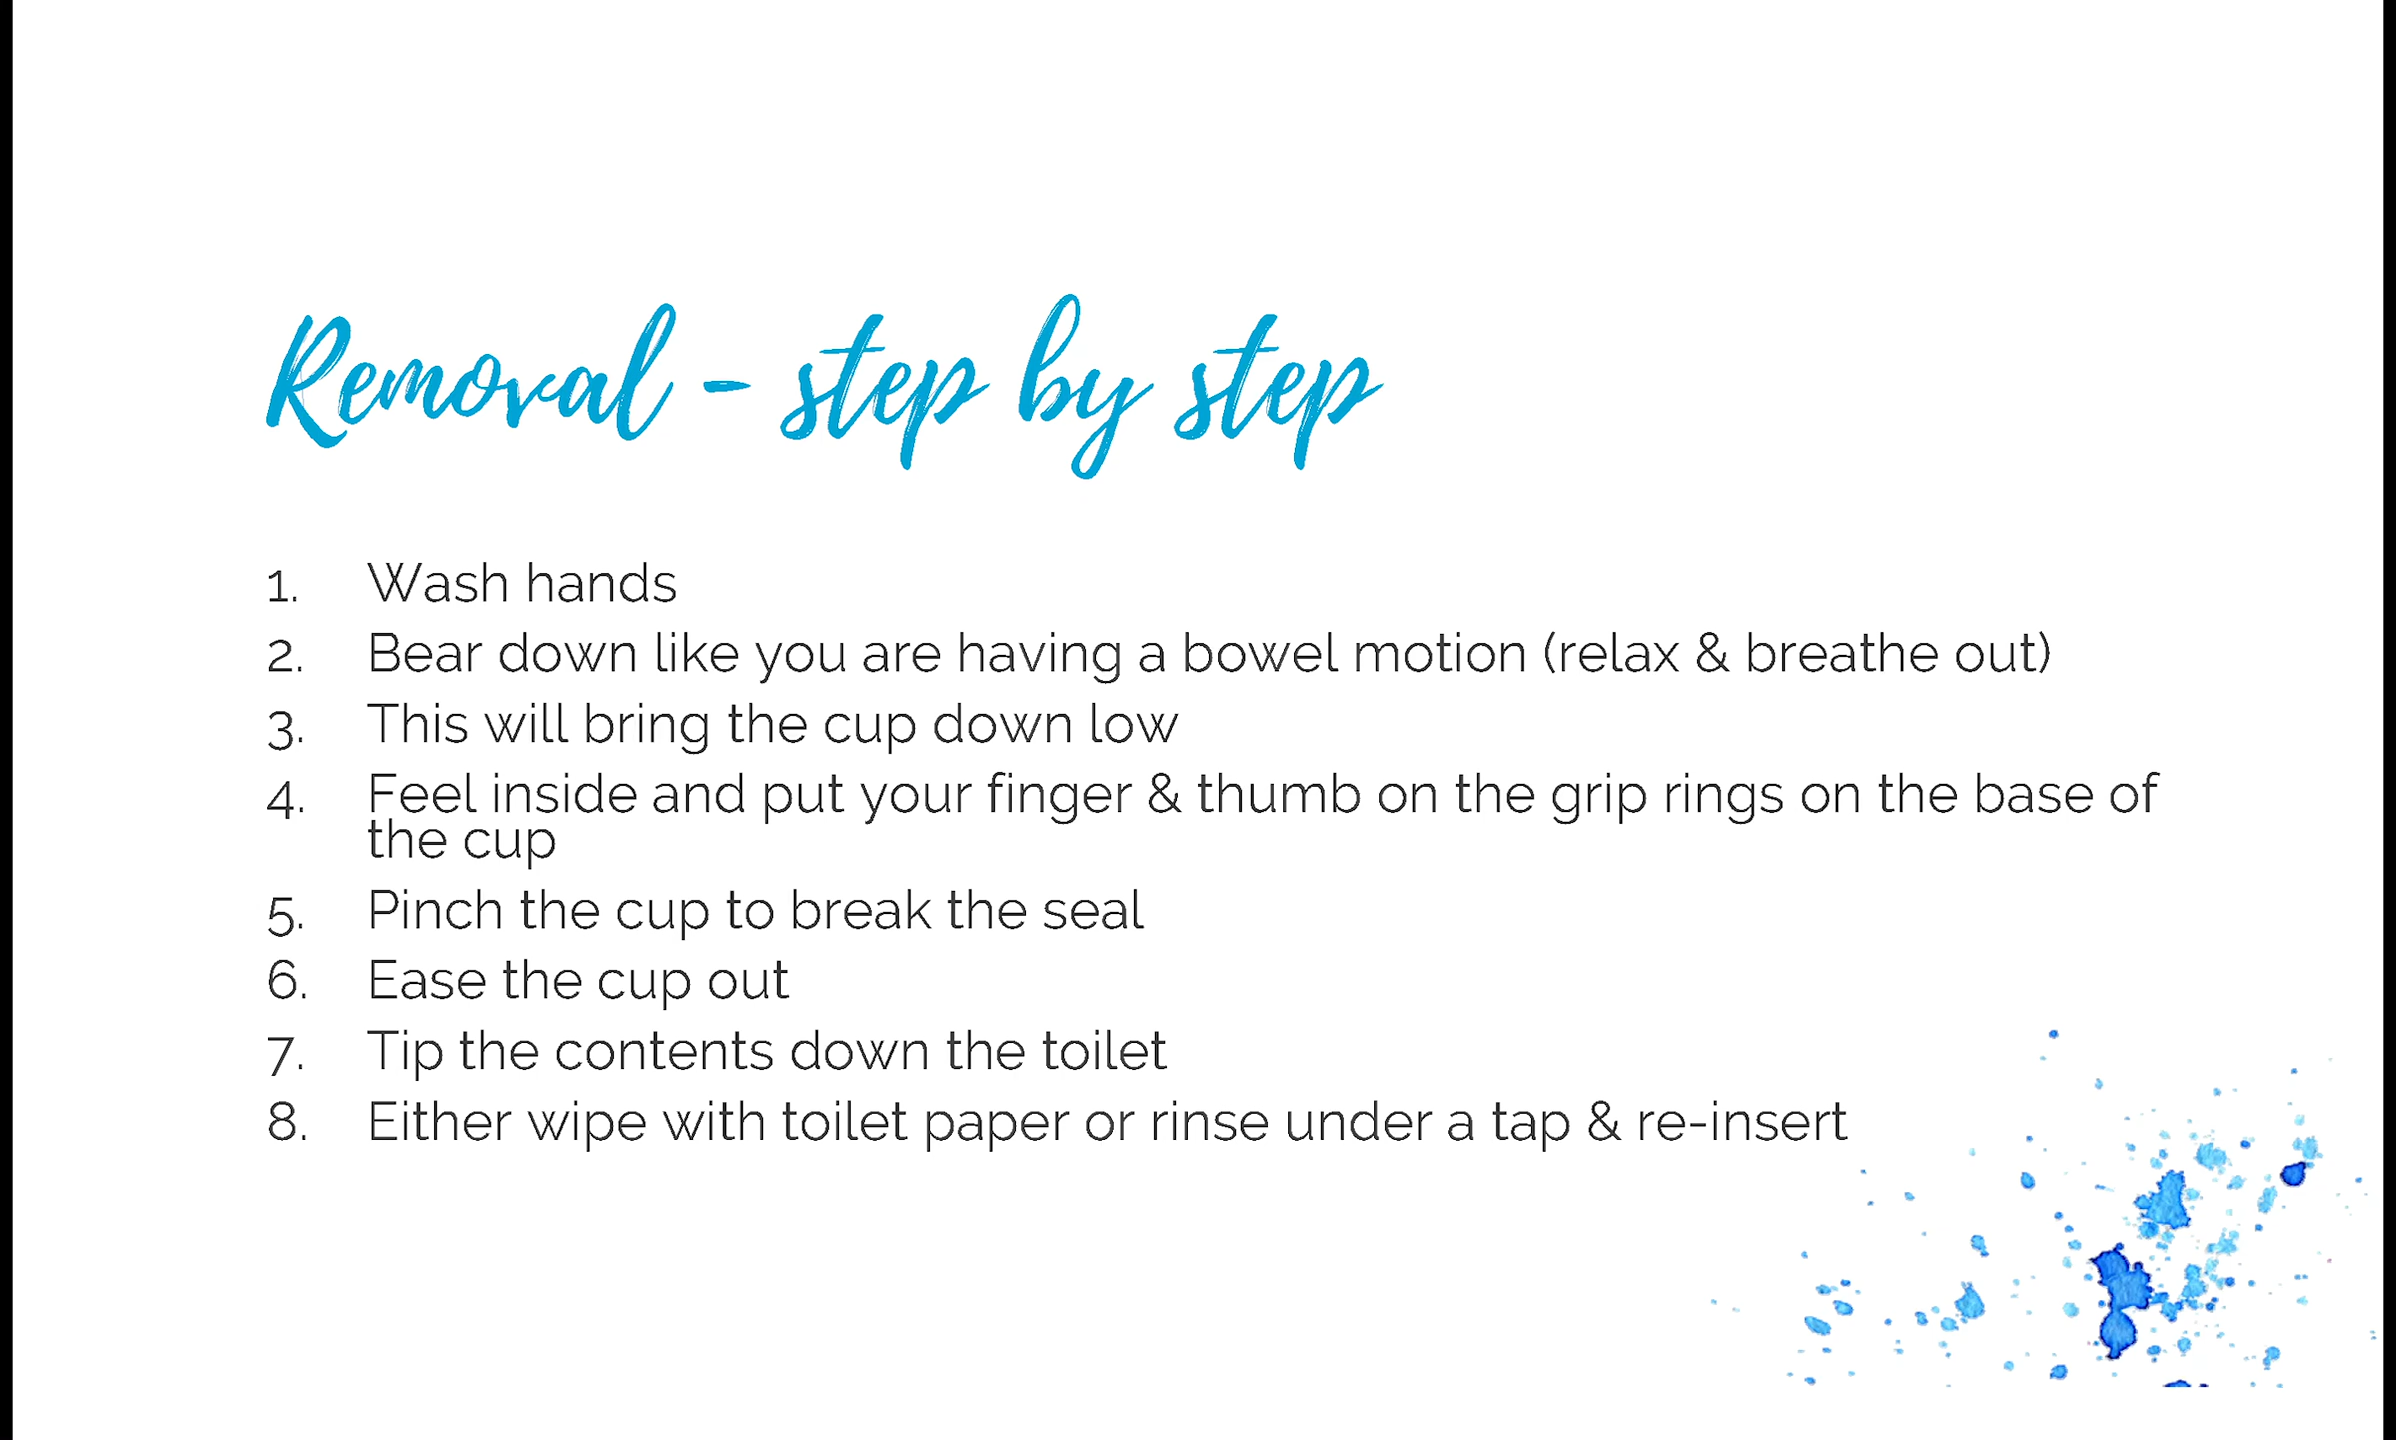 Removal - step by step
1. Wash hands
2. Bear down like you are having a bowel motion (relax & breathe out)
3. This will bring the cup down low
4. Feel inside and put your finger & thumb on the grip rings on the base of
the cup
5. Pinch the cup to break the seal
6. Ease the cup out
7. Tip the contents down the toilet
8. Either wipe with toilet paper or rinse under a tap & re-insert